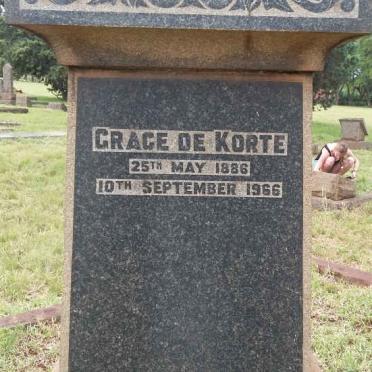 GRACE DE KORTE
25TH MAY 1886
10TH SEPTEMBER 1966